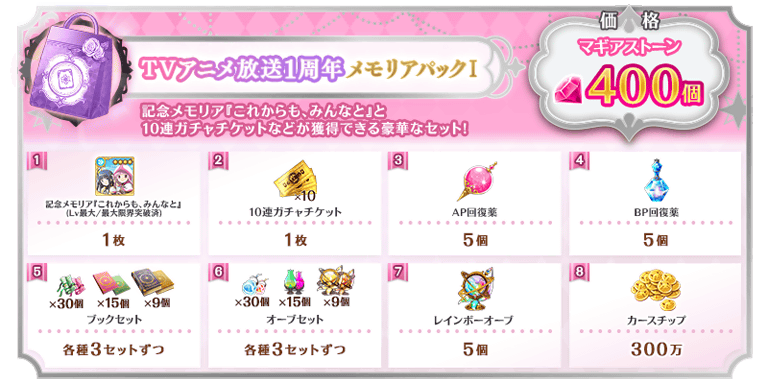 価格
マギアストーン
400個
TVアニメ放送1周年 メモリアパックⅠ
記念メモリア『これからも、みんなと』と
10連ガチャチケットなどが獲得できる豪華なセット!
1
記念メモリア『これからも、みんなと』
(Lv最大/最大限界突破済)
1枚
2
×10
10連ガチャチケット
1枚
3
AP回復薬
5個
4
BP回復薬
5個
5
×30個 ×15個 ×9個
ブックセット
各種3セットずつ
6
×30個 ×15個 ×9個
オーブセット
各種3セットずつ
7
レインボーオーブ
5個
8
カースチップ
300万